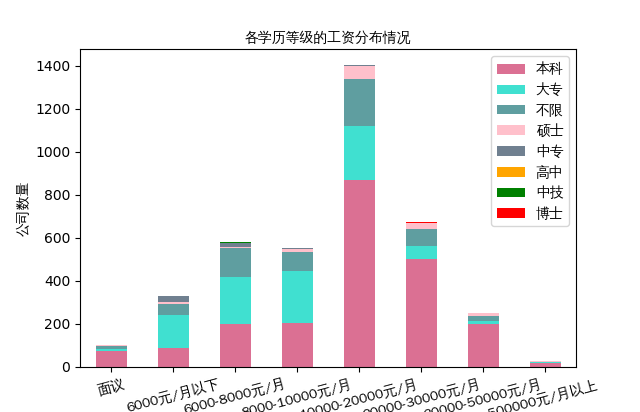 各学历等级的工资分布情况
公司数量
1400
1200
1000
800
600
400
200
0
本科
大专
不限
硕士
中专
高中
中技
博士
面议
6000元/月以下
6000-8000元/月
8000-10000元/月
0000-20000元/月
0000-30000元/月
0000-50000元/月
500000元/月以上